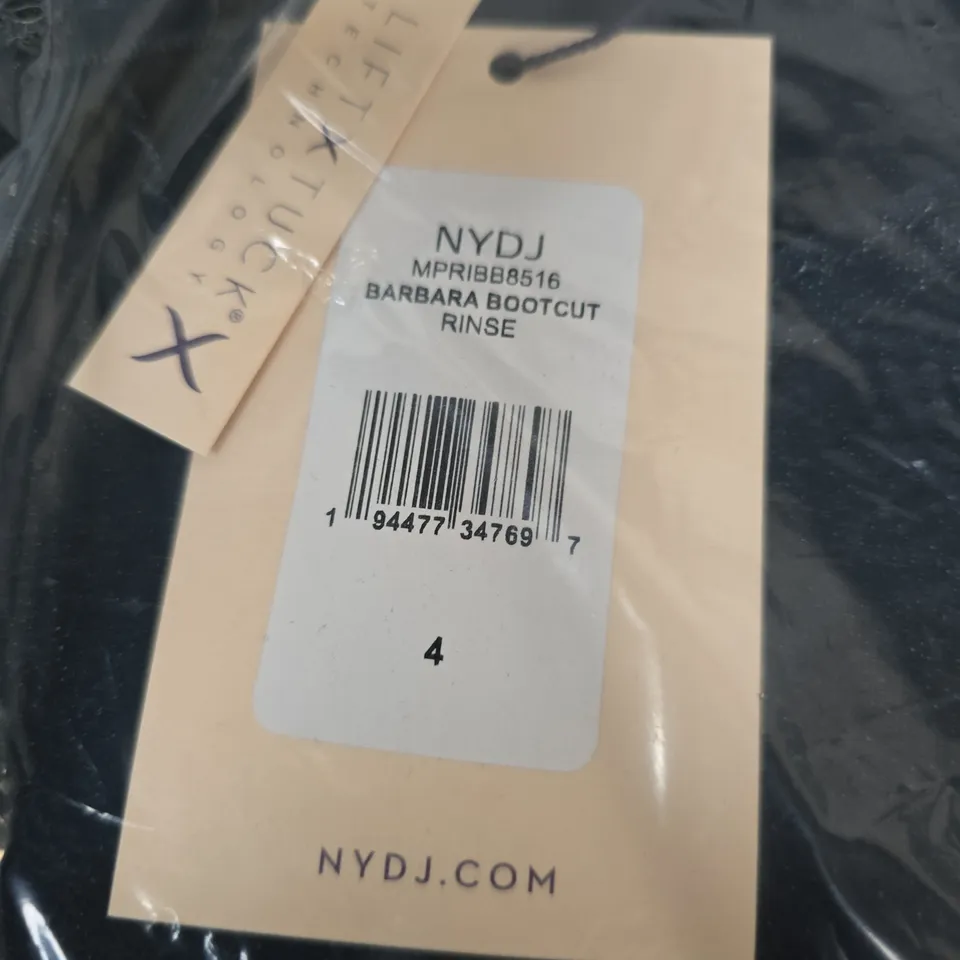 LIFT X TUCK®
TECHNOLOGY
X
NYDJ
MPRIBB8516
BARBARA BOOTCUT
RINSE
1 94477 34769 7
4
NYDJ.COM